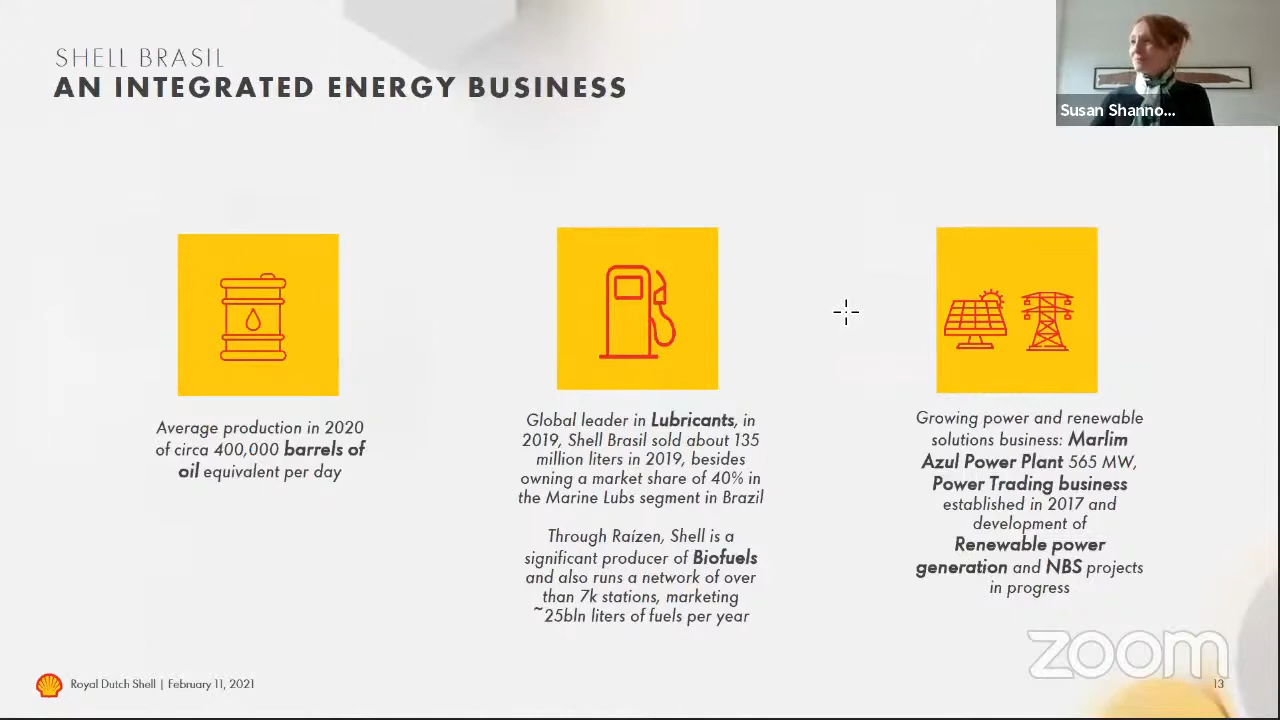 SHELL BRASIL
AN INTEGRATED ENERGY BUSINESS
Susan Shanno...
Average production in 2020
of circa 400,000 barrels of
oil equivalent per day
Global leader in Lubricants, in
2019, Shell Brasil sold about 135
million liters in 2019, besides
owning a market share of 40% in
the Marine Lubs segment in Brazil
Through Raízen, Shell is a
significant producer of Biofuels
and also runs a network of over
than 7k stations, marketing
~25bln liters of fuels per year
Growing power and renewable
solutions business: Marlim
Azul Power Plant 565 MW,
Power Trading business
established in 2017 and
development of
Renewable power
generation and NBS projects
in progress
zoom
Royal Dutch Shell | February 11, 2021
13